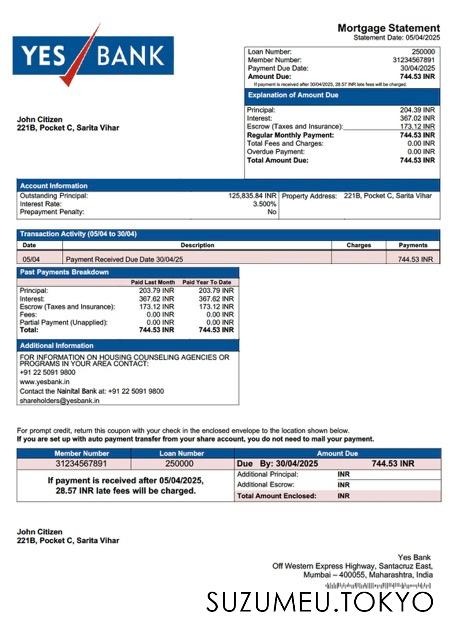 YES BANK
Mortgage Statement
Statement Date: 05/04/2025
Loan Number: 250000
Member Number: 31234567891
Payment Due Date: 30/04/2025
Amount Due: 744.53 INR
If payment is received after 30/04/2025, 28.57 INR late fees will be charged.
John Citizen
221B, Pocket C, Sarita Vihar
Explanation of Amount Due
Principal: 204.39 INR
Interest: 367.02 INR
Escrow (Taxes and Insurance): 173.12 INR
Regular Monthly Payment: 744.53 INR
Total Fees and Charges: 0.00 INR
Overdue Payment: 0.00 INR
Total Amount Due: 744.53 INR
Account Information
Outstanding Principal: 125,835.84 INR Property Address: 221B, Pocket C, Sarita Vihar
Interest Rate: 3.500%
Prepayment Penalty: No
Transaction Activity (05/04 to 30/04)
Date Description Charges Payments
05/04 Payment Received Due Date 30/04/25 744.53 INR
Past Payments Breakdown
Paid Last Month Paid Year To Date
Principal: 203.79 INR 203.79 INR
Interest: 367.62 INR 367.62 INR
Escrow (Taxes and Insurance): 173.12 INR 173.12 INR
Fees: 0.00 INR 0.00 INR
Partial Payment (Unapplied): 0.00 INR 0.00 INR
Total: 744.53 INR 744.53 INR
Additional Information
FOR INFORMATION ON HOUSING COUNSELING AGENCIES OR
PROGRAMS IN YOUR AREA CONTACT:
+91 22 5091 9800
www.yesbank.in
Contact the Nainital Bank at: +91 22 5091 9800
shareholders@yesbank.in
For prompt credit, return this coupon with your check in the enclosed envelope to the location shown below.
If you are set up with auto payment transfer from your share account, you do not need to mail your payment.
Member Number Loan Number Amount Due
31234567891 250000 Due By: 30/04/2025 744.53 INR
If payment is received after 05/04/2025,
28.57 INR late fees will be charged.
Additional Principal: INR
Additional Escrow: INR
Total Amount Enclosed: INR
John Citizen
221B, Pocket C, Sarita Vihar
Yes Bank
Off Western Express Highway, Santacruz East,
Mumbai – 400055, Maharashtra, India
SUZUMEU.TOKYO